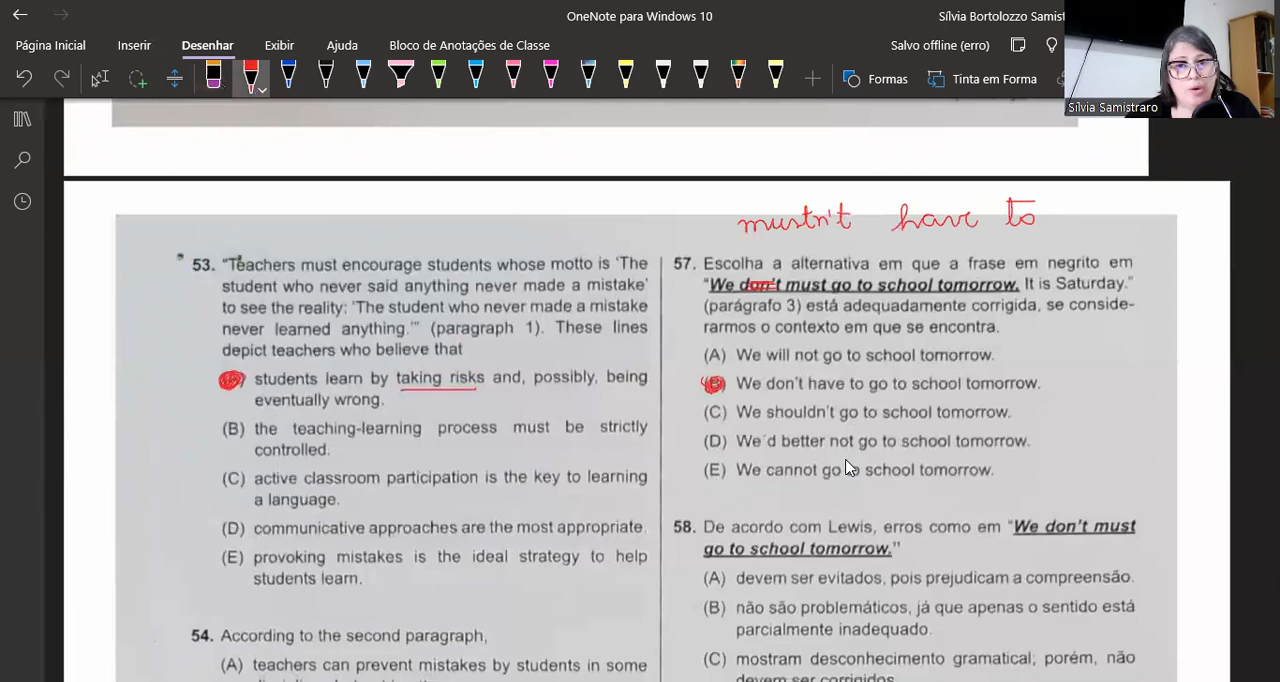 OneNote para Windows 10
Sílvia Bortolozzo Samist
Página Inicial
Inserir
Desenhar
Exibir
Ajuda
Bloco de Anotações de Classe
Salvo offline (erro)
Formas
Tinta em Forma
Sílvia Samistraro
mustn't have to
53. "Teachers must encourage students whose motto is 'The
student who never said anything never made a mistake'
to see the reality: 'The student who never made a mistake
never learned anything.'" (paragraph 1). These lines
depict teachers who believe that
students learn by taking risks and, possibly, being
eventually wrong.
(B) the teaching-learning process must be strictly
controlled.
(C) active classroom participation is the key to learning
a language.
(D) communicative approaches are the most appropriate.
(E) provoking mistakes is the ideal strategy to help
students learn.
54. According to the second paragraph,
(A) teachers can prevent mistakes by students in some
57. Escolha a alternativa em que a frase em negrito em
"We don't must go to school tomorrow. It is Saturday."
(parágrafo 3) está adequadamente corrigida, se conside-
rarmos o contexto em que se encontra.
(A) We will not go to school tomorrow.
(B) We don't have to go to school tomorrow.
(C) We shouldn't go to school tomorrow.
(D) We'd better not go to school tomorrow.
(E) We cannot go to school tomorrow.
58. De acordo com Lewis, erros como em "We don't must
go to school tomorrow."
(A) devem ser evitados, pois prejudicam a compreensão.
(B) não são problemáticos, já que apenas o sentido está
parcialmente inadequado.
(C) mostram desconhecimento gramatical; porém, não
devem ser corrigidos.